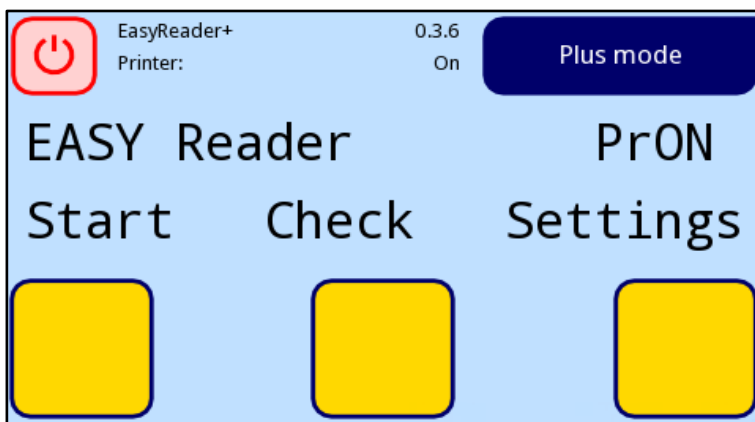 EasyReader+ 0.3.6
Printer: On
Plus mode
EASY Reader PrON
Start Check Settings